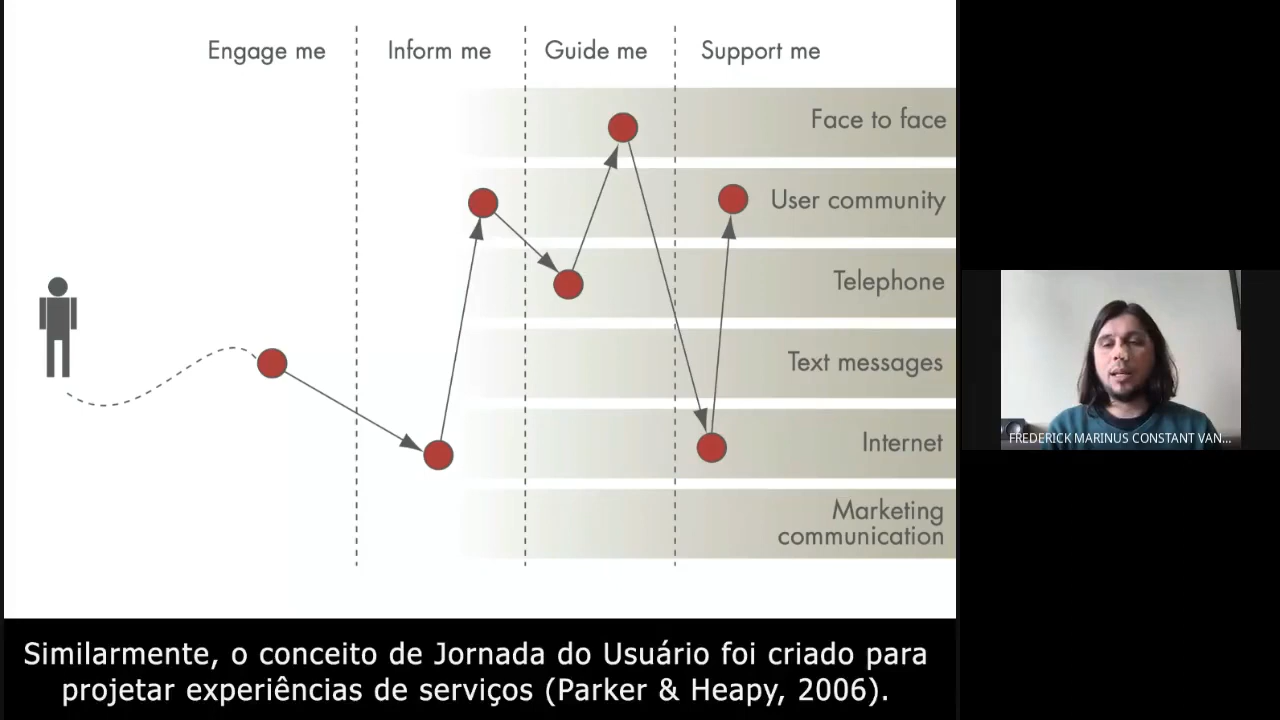 Engage me
Inform me
Guide me
Support me
Face to face
User community
Telephone
Text messages
Internet
Marketing
communication
FREDERICK MARINUS CONSTANT VAN...
Similarmente, o conceito de Jornada do Usuário foi criado para
projetar experiências de serviços (Parker & Heapy, 2006).